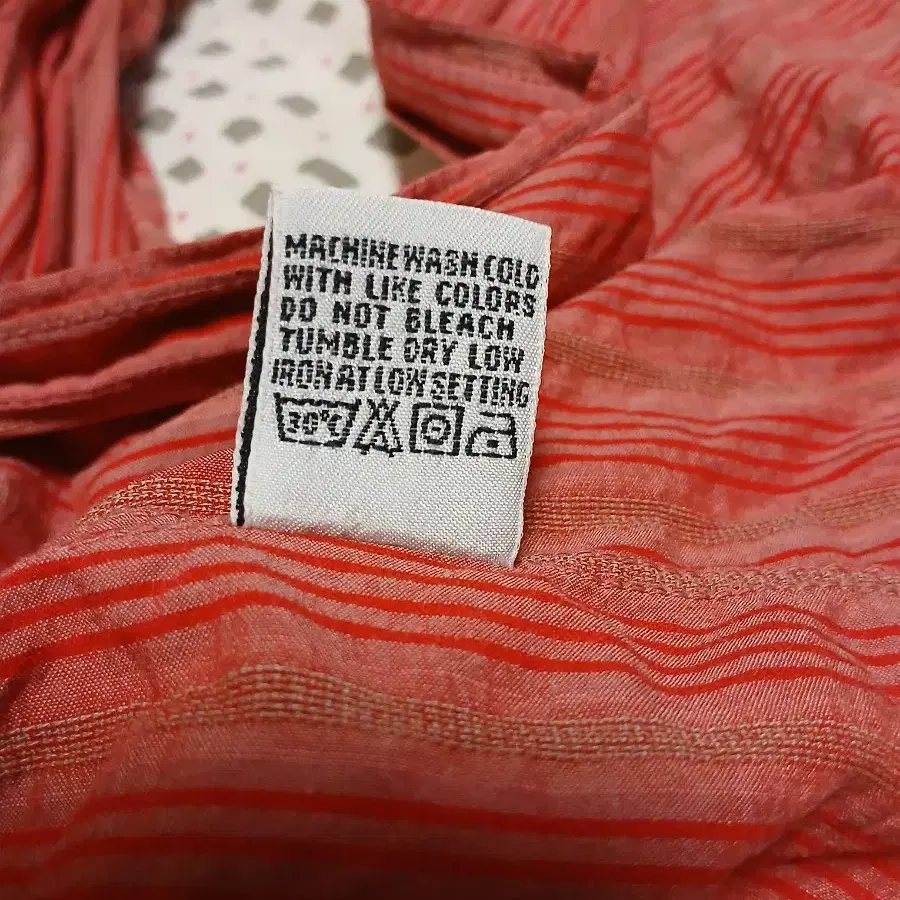 MACHINE WASH COLD
WITH LIKE COLORS
DO NOT BLEACH
TUMBLE DRY LOW
IRON AT LOW SETTING
30°C